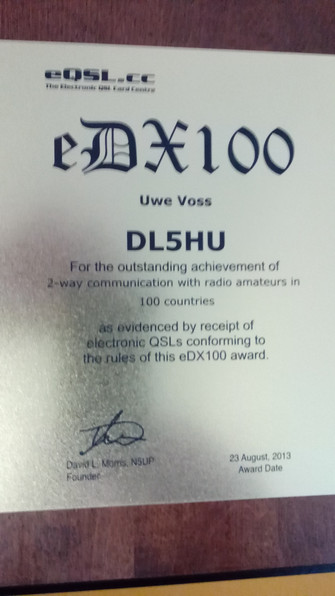 eQSL.cc
The Electronic QSL Card Centre
eDX100
Uwe Voss
DL5HU
For the outstanding achievement of
2-way communication with radio amateurs in
100 countries
as evidenced by receipt of
electronic QSLs conforming to
the rules of this eDX100 award.
David L. Morris, N5UP
Founder
23 August, 2013
Award Date